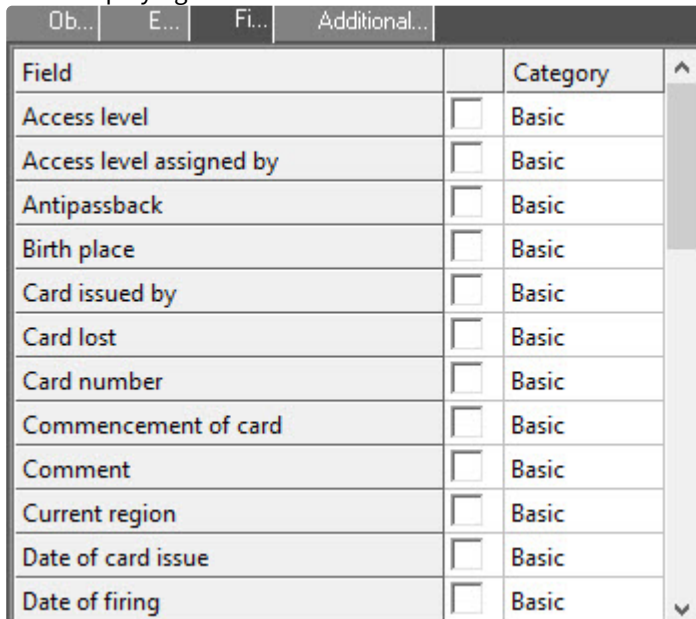 Ob... E... Fi... Additional...
Field Category
Access level Basic
Access level assigned by Basic
Antipassback Basic
Birth place Basic
Card issued by Basic
Card lost Basic
Card number Basic
Commencement of card Basic
Comment Basic
Current region Basic
Date of card issue Basic
Date of firing Basic